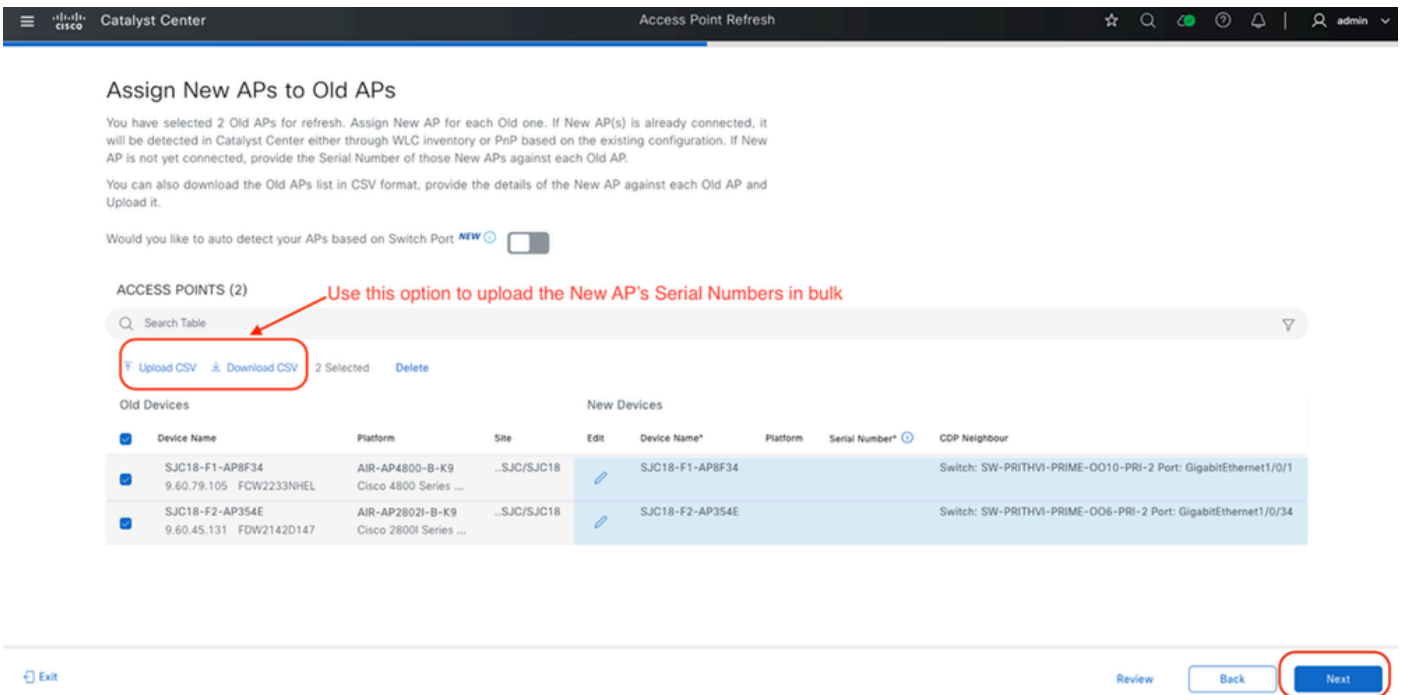 cisco Catalyst Center
Access Point Refresh
admin
Assign New APs to Old APs
You have selected 2 Old APs for refresh. Assign New AP for each Old one. If New AP(s) is already connected, it
will be detected in Catalyst Center either through WLC inventory or PnP based on the existing configuration. If New
AP is not yet connected, provide the Serial Number of those New APs against each Old AP.
You can also download the Old APs list in CSV format, provide the details of the New AP against each Old AP and
Upload it.
Would you like to auto detect your APs based on Switch Port NEW
ACCESS POINTS (2)
Use this option to upload the New AP's Serial Numbers in bulk
Search Table
Upload CSV Download CSV 2 Selected Delete
Old Devices New Devices
Device Name Platform Site Edit Device Name* Platform Serial Number* CDP Neighbour
SJC18-F1-AP8F34 AIR-AP4800-B-K9 ..SJC/SJC18 SJC18-F1-AP8F34 Switch: SW-PRITHVI-PRIME-OO10-PRI-2 Port: GigabitEthernet1/0/1
9.60.79.105 FCW2233NHEL Cisco 4800 Series ...
SJC18-F2-AP354E AIR-AP2802I-B-K9 ..SJC/SJC18 SJC18-F2-AP354E Switch: SW-PRITHVI-PRIME-OO6-PRI-2 Port: GigabitEthernet1/0/34
9.60.45.131 FDW2142D147 Cisco 2800I Series ...
Exit Review Back Next